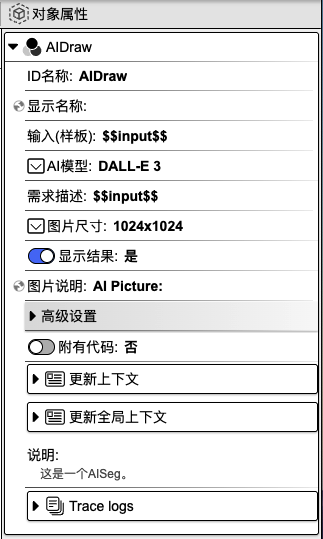 对象属性
AIDraw
ID名称: AIDraw
显示名称:
输入(样板): $$input$$
AI模型: DALL-E 3
需求描述: $$input$$
图片尺寸: 1024x1024
显示结果: 是
图片说明: AI Picture:
高级设置
附有代码: 否
更新上下文
更新全局上下文
说明:
这是一个AISeg。
Trace logs